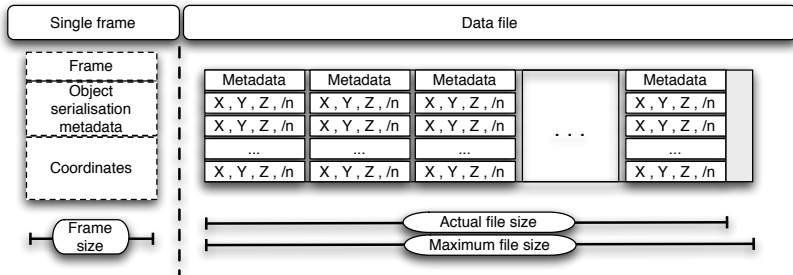 Single frame
Data file
Frame
Object
serialisation
metadata
Coordinates
Frame
size
Metadata Metadata Metadata Metadata
X , Y , Z , /n X , Y , Z , /n X , Y , Z , /n X , Y , Z , /n
X , Y , Z , /n X , Y , Z , /n X , Y , Z , /n . . . X , Y , Z , /n
... ... ... ...
X , Y , Z , /n X , Y , Z , /n X , Y , Z , /n X , Y , Z , /n
Actual file size
Maximum file size